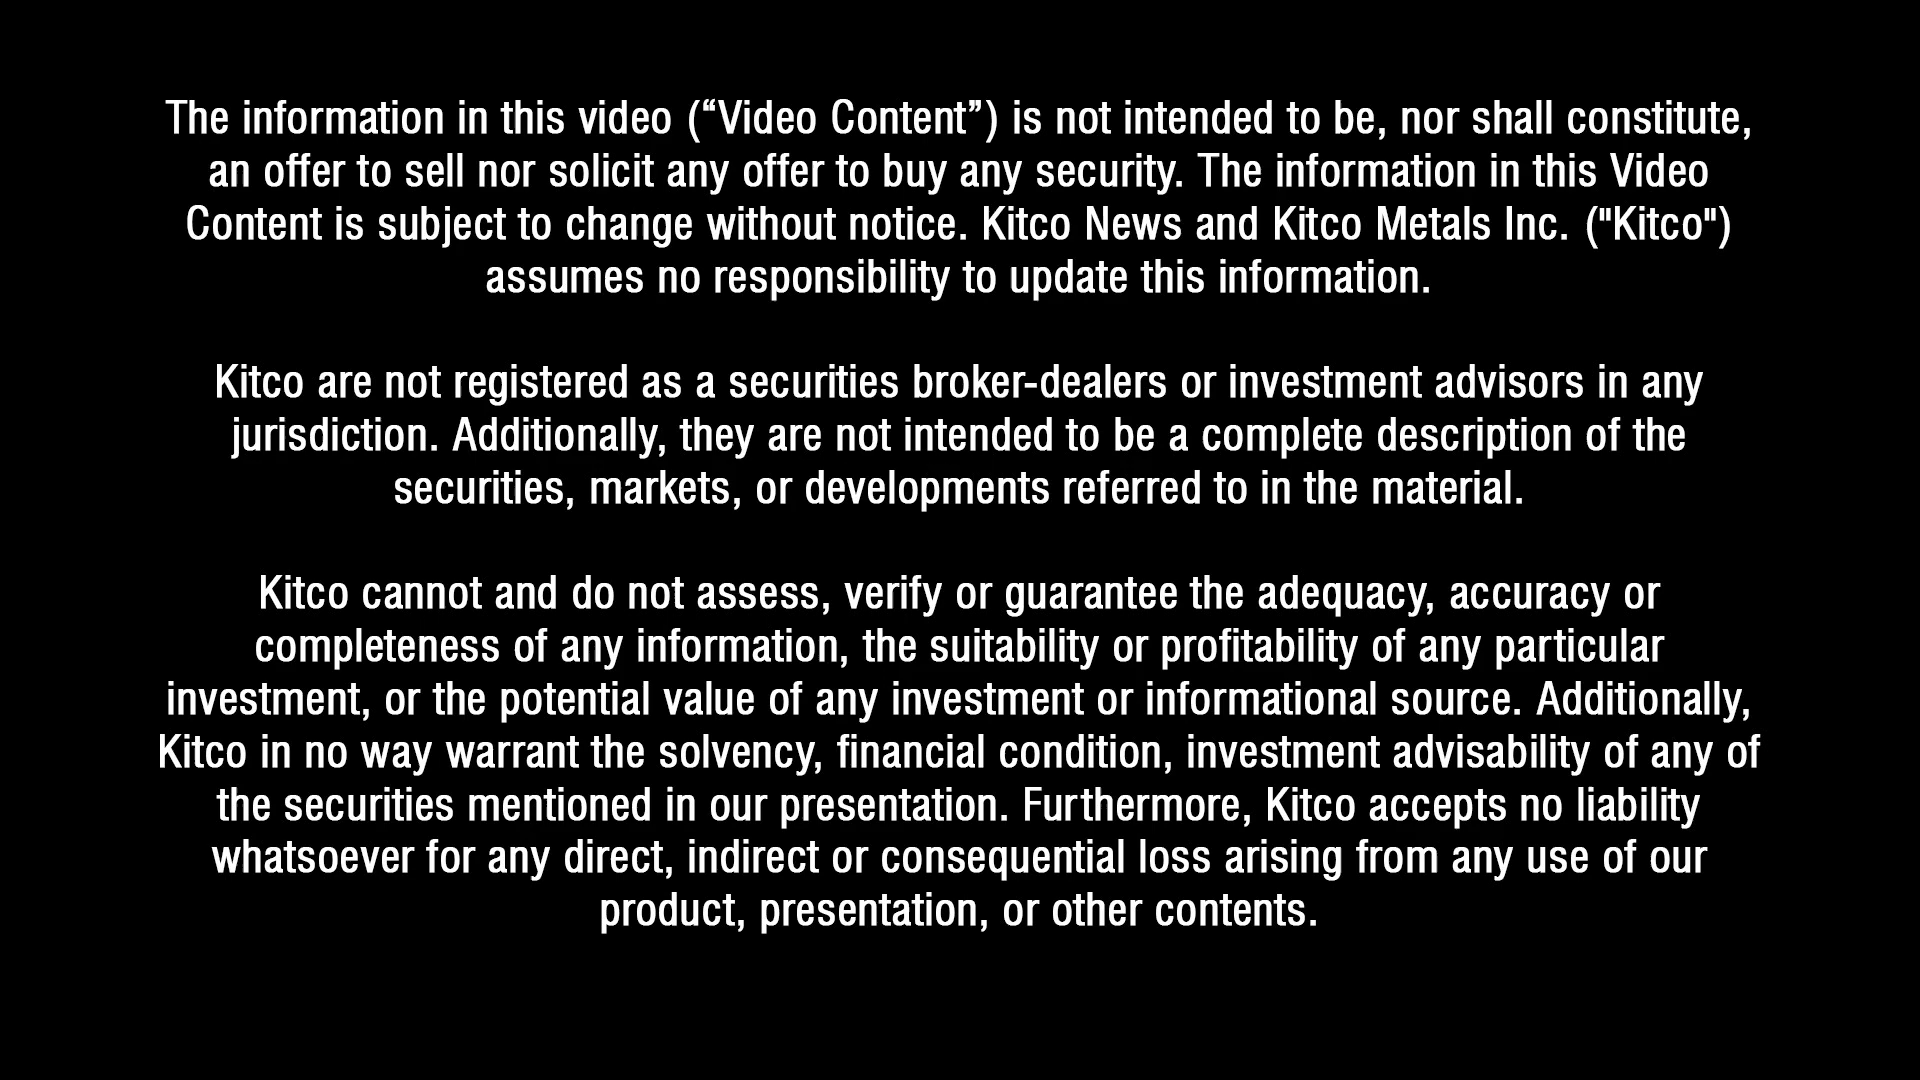 The information in this video (“Video Content”) is not intended to be, nor shall constitute,
an offer to sell nor solicit any offer to buy any security. The information in this Video
Content is subject to change without notice. Kitco News and Kitco Metals Inc. ("Kitco")
assumes no responsibility to update this information.
Kitco are not registered as a securities broker-dealers or investment advisors in any
jurisdiction. Additionally, they are not intended to be a complete description of the
securities, markets, or developments referred to in the material.
Kitco cannot and do not assess, verify or guarantee the adequacy, accuracy or
completeness of any information, the suitability or profitability of any particular
investment, or the potential value of any investment or informational source. Additionally,
Kitco in no way warrant the solvency, financial condition, investment advisability of any of
the securities mentioned in our presentation. Furthermore, Kitco accepts no liability
whatsoever for any direct, indirect or consequential loss arising from any use of our
product, presentation, or other contents.